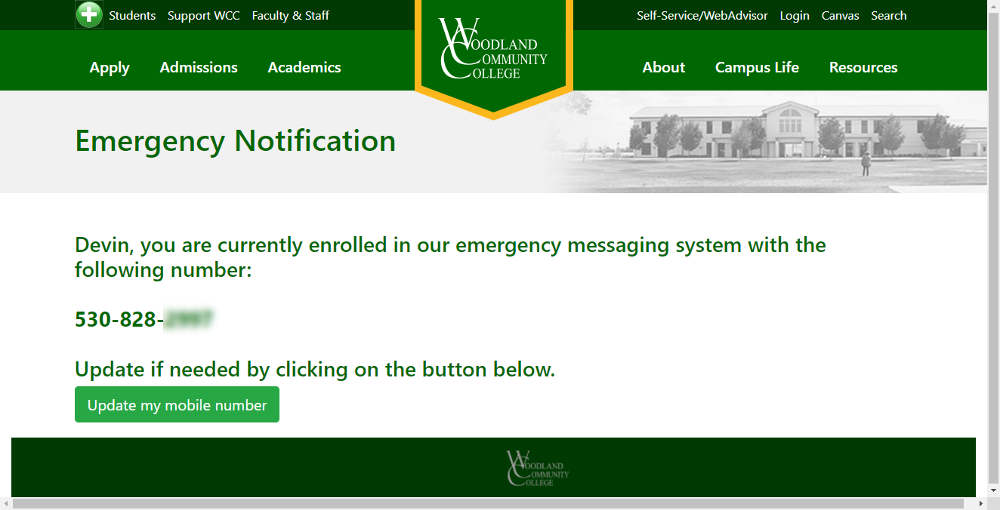 Students Support WCC Faculty & Staff
Self-Service/WebAdvisor Login Canvas Search
Apply Admissions Academics
WOODLAND
COMMUNITY
COLLEGE
About Campus Life Resources
Emergency Notification
Devin, you are currently enrolled in our emergency messaging system with the
following number:
530-828-
Update if needed by clicking on the button below.
Update my mobile number
WOODLAND
COMMUNITY
COLLEGE